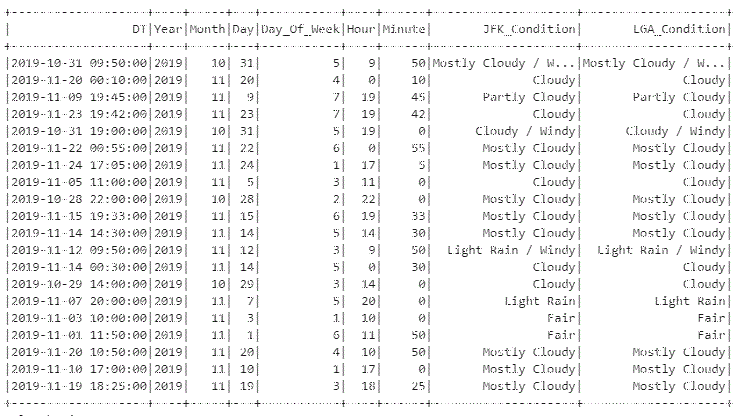 +-------------------+----+-----+---+-----------+----+------+--------------------+--------------------+
|                 DT|Year|Month|Day|Day_Of_Week|Hour|Minute|       JFK_Condition|       LGA_Condition|
+-------------------+----+-----+---+-----------+----+------+--------------------+--------------------+
|2019-10-31 09:50:00|2019|   10| 31|          5|   9|    50|Mostly Cloudy / W...|Mostly Cloudy / W...|
|2019-11-20 00:10:00|2019|   11| 20|          4|   0|    10|              Cloudy|              Cloudy|
|2019-11-09 19:45:00|2019|   11|  9|          7|  19|    45|       Partly Cloudy|       Partly Cloudy|
|2019-11-23 19:42:00|2019|   11| 23|          7|  19|    42|              Cloudy|              Cloudy|
|2019-10-31 19:00:00|2019|   10| 31|          5|  19|     0|      Cloudy / Windy|      Cloudy / Windy|
|2019-11-22 00:55:00|2019|   11| 22|          6|   0|    55|       Mostly Cloudy|       Mostly Cloudy|
|2019-11-24 17:05:00|2019|   11| 24|          1|  17|     5|       Mostly Cloudy|       Mostly Cloudy|
|2019-11-05 11:00:00|2019|   11|  5|          3|  11|     0|              Cloudy|              Cloudy|
|2019-10-28 22:00:00|2019|   10| 28|          2|  22|     0|       Mostly Cloudy|       Mostly Cloudy|
|2019-11-15 19:33:00|2019|   11| 15|          6|  19|    33|       Mostly Cloudy|       Mostly Cloudy|
|2019-11-14 14:30:00|2019|   11| 14|          5|  14|    30|       Mostly Cloudy|       Mostly Cloudy|
|2019-11-12 09:50:00|2019|   11| 12|          3|   9|    50|  Light Rain / Windy|  Light Rain / Windy|
|2019-11-14 00:30:00|2019|   11| 14|          5|   0|    30|              Cloudy|              Cloudy|
|2019-10-29 14:00:00|2019|   10| 29|          3|  14|     0|              Cloudy|              Cloudy|
|2019-11-07 20:00:00|2019|   11|  7|          5|  20|     0|          Light Rain|          Light Rain|
|2019-11-03 10:00:00|2019|   11|  3|          1|  10|     0|                Fair|                Fair|
|2019-11-01 11:50:00|2019|   11|  1|          6|  11|    50|                Fair|                Fair|
|2019-11-20 10:50:00|2019|   11| 20|          4|  10|    50|       Mostly Cloudy|       Mostly Cloudy|
|2019-11-10 17:00:00|2019|   11| 10|          1|  17|     0|       Mostly Cloudy|       Mostly Cloudy|
|2019-11-19 18:25:00|2019|   11| 19|          3|  18|    25|       Mostly Cloudy|       Mostly Cloudy|
+-------------------+----+-----+---+-----------+----+------+--------------------+--------------------+